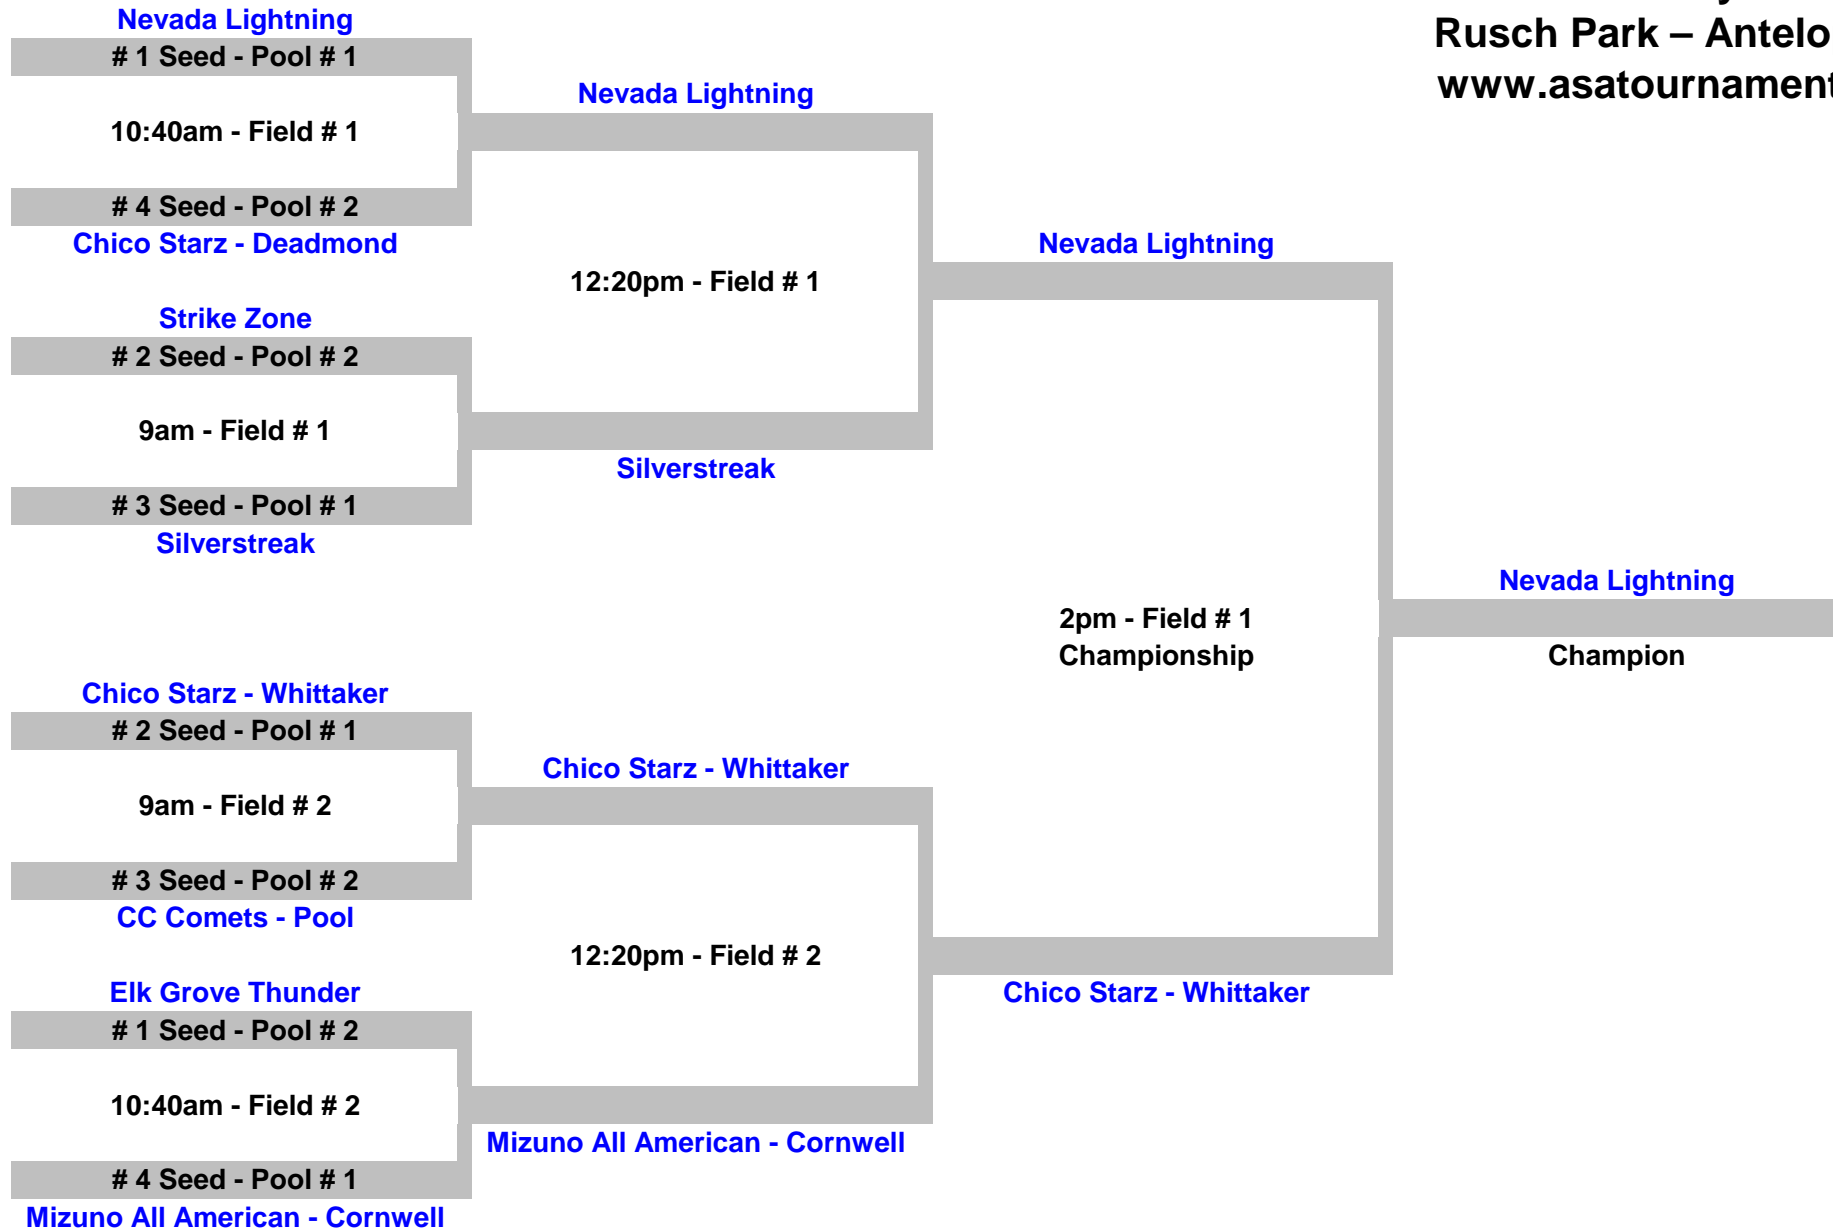 Rusch Park – Antelo
www.asatournament
Nevada Lightning
# 1 Seed - Pool # 1
10:40am - Field # 1
# 4 Seed - Pool # 2
Chico Starz - Deadmond
Strike Zone
# 2 Seed - Pool # 2
9am - Field # 1
# 3 Seed - Pool # 1
Silverstreak
Chico Starz - Whittaker
# 2 Seed - Pool # 1
9am - Field # 2
# 3 Seed - Pool # 2
CC Comets - Pool
Elk Grove Thunder
# 1 Seed - Pool # 2
10:40am - Field # 2
# 4 Seed - Pool # 1
Mizuno All American - Cornwell
Nevada Lightning
12:20pm - Field # 1
Silverstreak
Chico Starz - Whittaker
12:20pm - Field # 2
Mizuno All American - Cornwell
Nevada Lightning
2pm - Field # 1
Championship
Chico Starz - Whittaker
Nevada Lightning
Champion